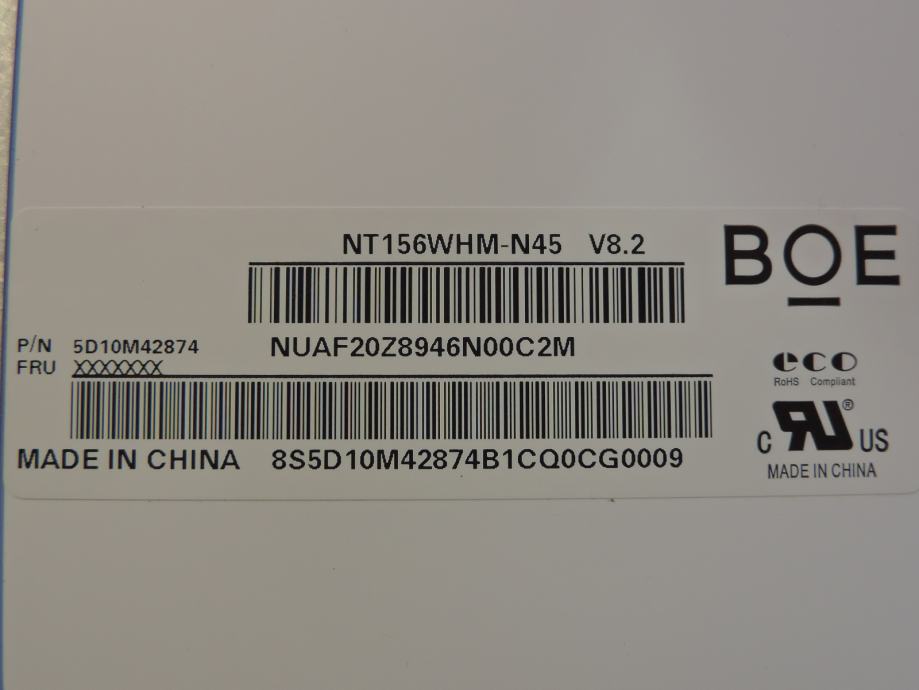 NT156WHM-N45 V8.2
BOE
NUAF20Z8946N00C2M
P/N 5D10M42874
FRU XXXXXXX
MADE IN CHINA 8S5D10M42874B1CQ0CG0009
eco
RoHS Compliant
C RU ® US
MADE IN CHINA